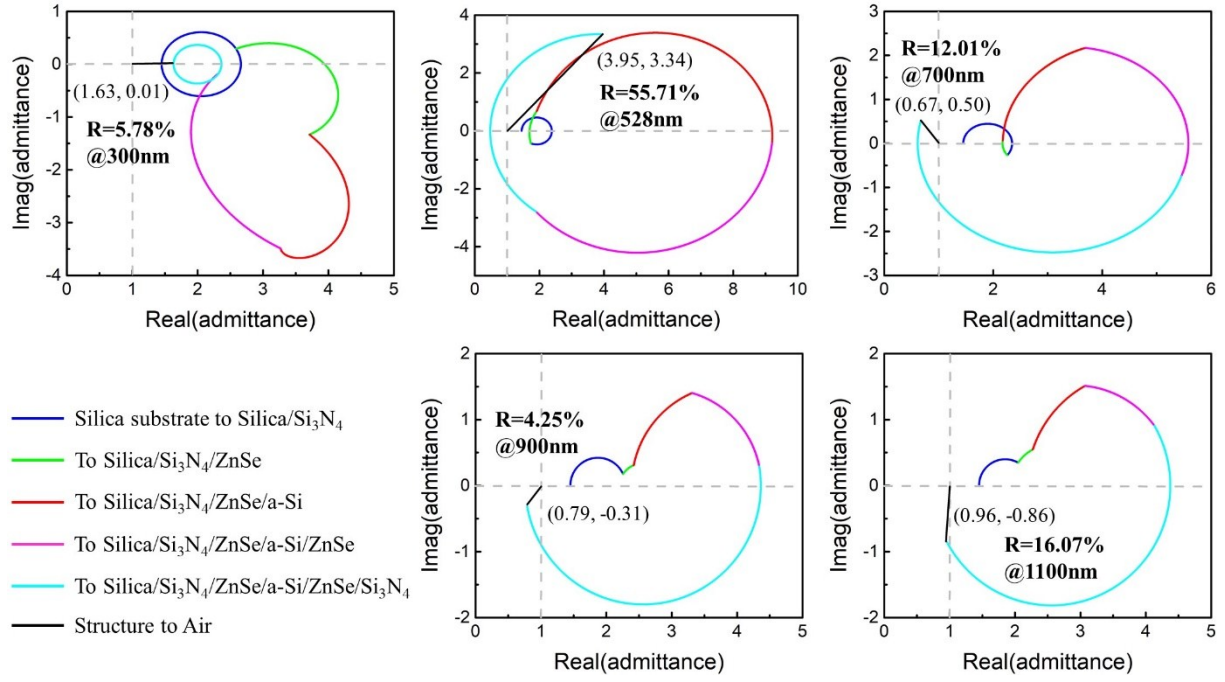 Imag(admittance)
1
0
-1
-2
-3
-4
(1.63, 0.01)
R=5.78%
@300nm
0 1 2 3 4 5
Real(admittance)
Imag(admittance)
4
2
0
-2
-4
(3.95, 3.34)
R=55.71%
@528nm
0 2 4 6 8 10
Real(admittance)
Imag(admittance)
3
2
1
0
-1
-2
-3
R=12.01%
@700nm
(0.67, 0.50)
0 2 4 6
Real(admittance)
Silica substrate to Silica/Si₃N₄
To Silica/Si₃N₄/ZnSe
To Silica/Si₃N₄/ZnSe/a-Si
To Silica/Si₃N₄/ZnSe/a-Si/ZnSe
To Silica/Si₃N₄/ZnSe/a-Si/ZnSe/Si₃N₄
Structure to Air
Imag(admittance)
2
1
0
-1
-2
R=4.25%
@900nm
(0.79, -0.31)
0 1 2 3 4 5
Real(admittance)
Imag(admittance)
2
1
0
-1
-2
(0.96, -0.86)
R=16.07%
@1100nm
0 1 2 3 4 5
Real(admittance)